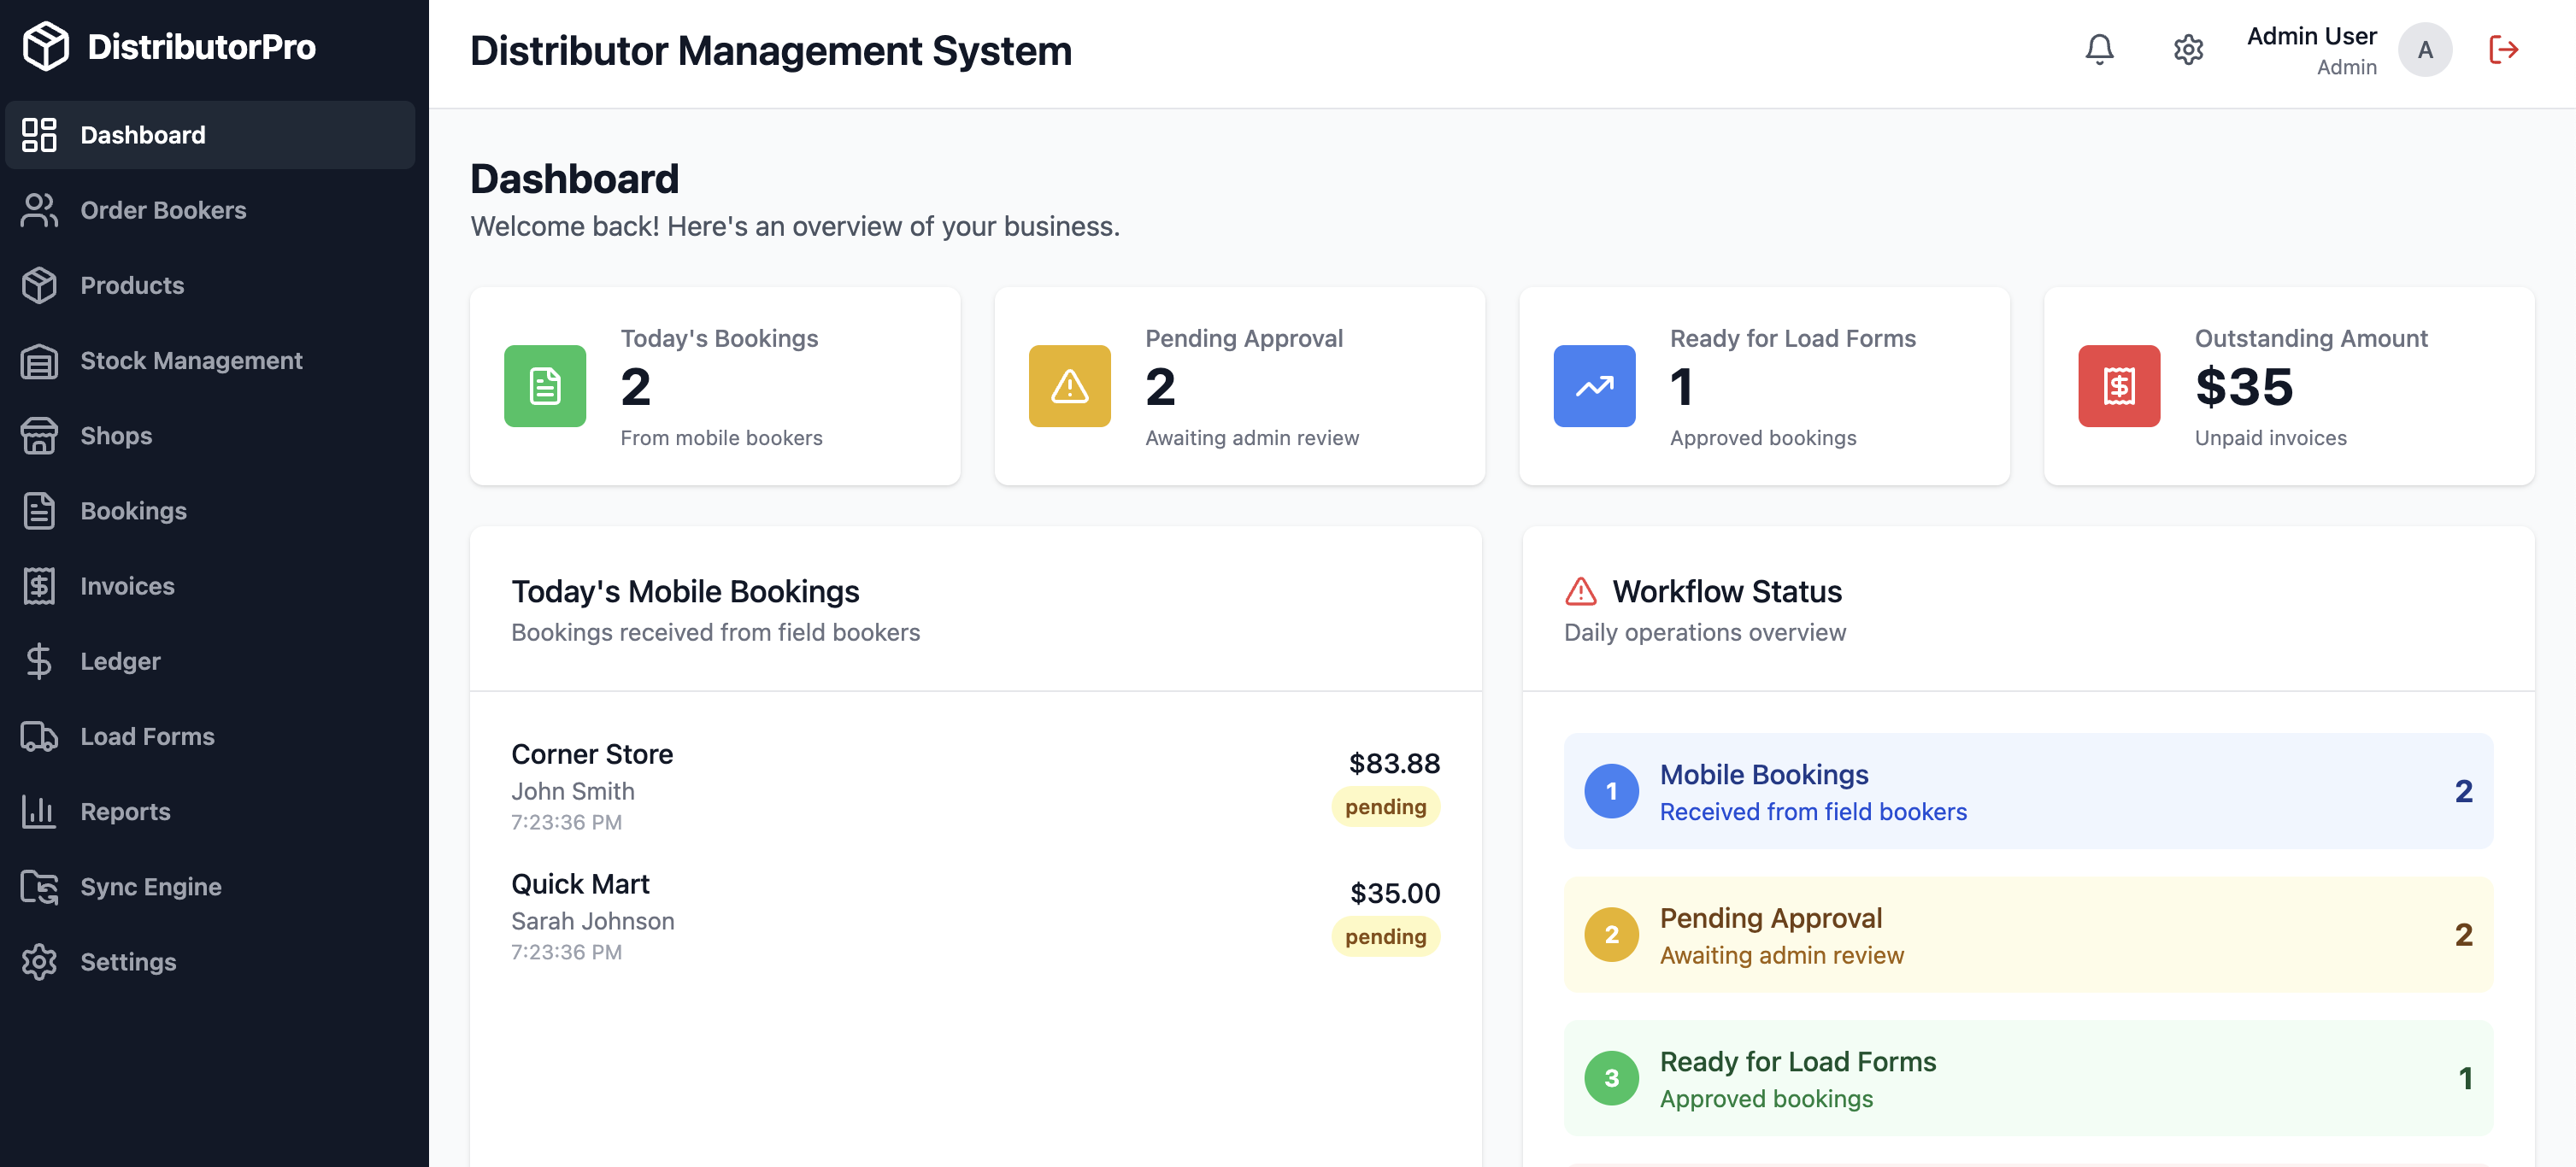 DistributorPro
Dashboard
Order Bookers
Products
Stock Management
Shops
Bookings
Invoices
Ledger
Load Forms
Reports
Sync Engine
Settings
Distributor Management System
Admin User
Admin
A
Dashboard
Welcome back! Here's an overview of your business.
Today's Bookings
2
From mobile bookers
Pending Approval
2
Awaiting admin review
Ready for Load Forms
1
Approved bookings
Outstanding Amount
$35
Unpaid invoices
Today's Mobile Bookings
Bookings received from field bookers
Corner Store
John Smith
7:23:36 PM
$83.88
pending
Quick Mart
Sarah Johnson
7:23:36 PM
$35.00
pending
Workflow Status
Daily operations overview
1
Mobile Bookings
Received from field bookers
2
2
Pending Approval
Awaiting admin review
2
3
Ready for Load Forms
Approved bookings
1